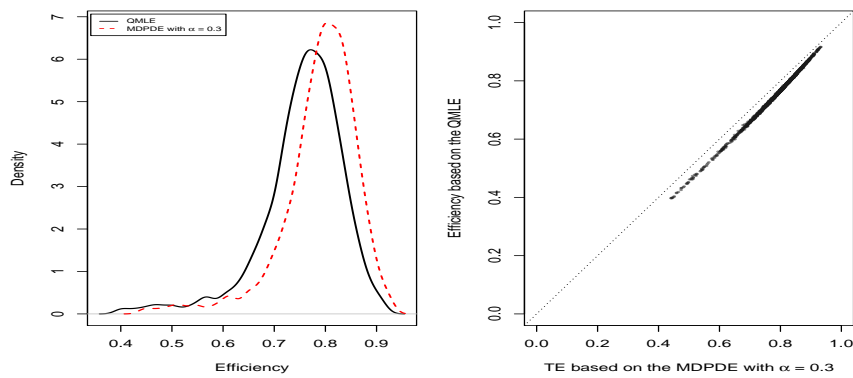 QMLE
MDPDE with α = 0.3
Density
0 1 2 3 4 5 6 7
0.4 0.5 0.6 0.7 0.8 0.9
Efficiency
Efficiency based on the QMLE
0.0 0.2 0.4 0.6 0.8 1.0
0.0 0.2 0.4 0.6 0.8 1.0
TE based on the MDPDE with α = 0.3